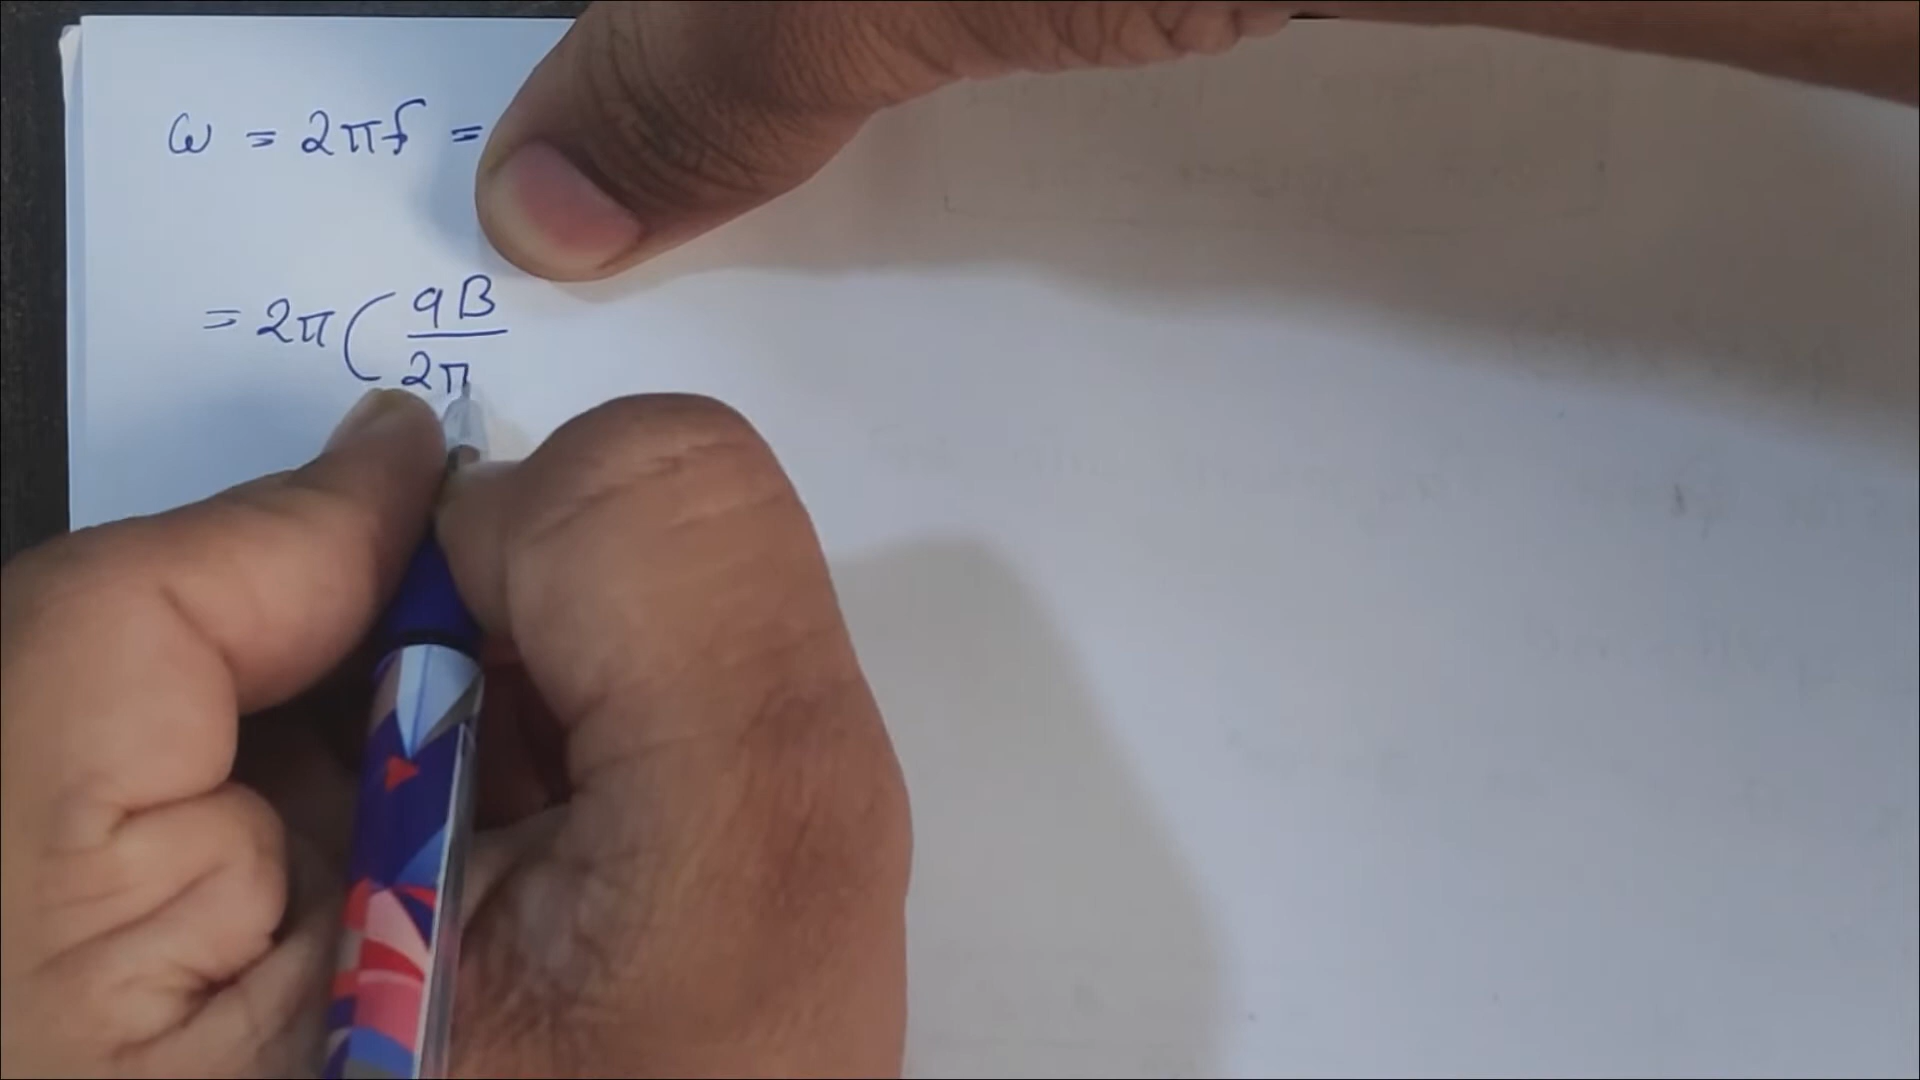 ω = 2πf =
= 2π ( qB / 2π